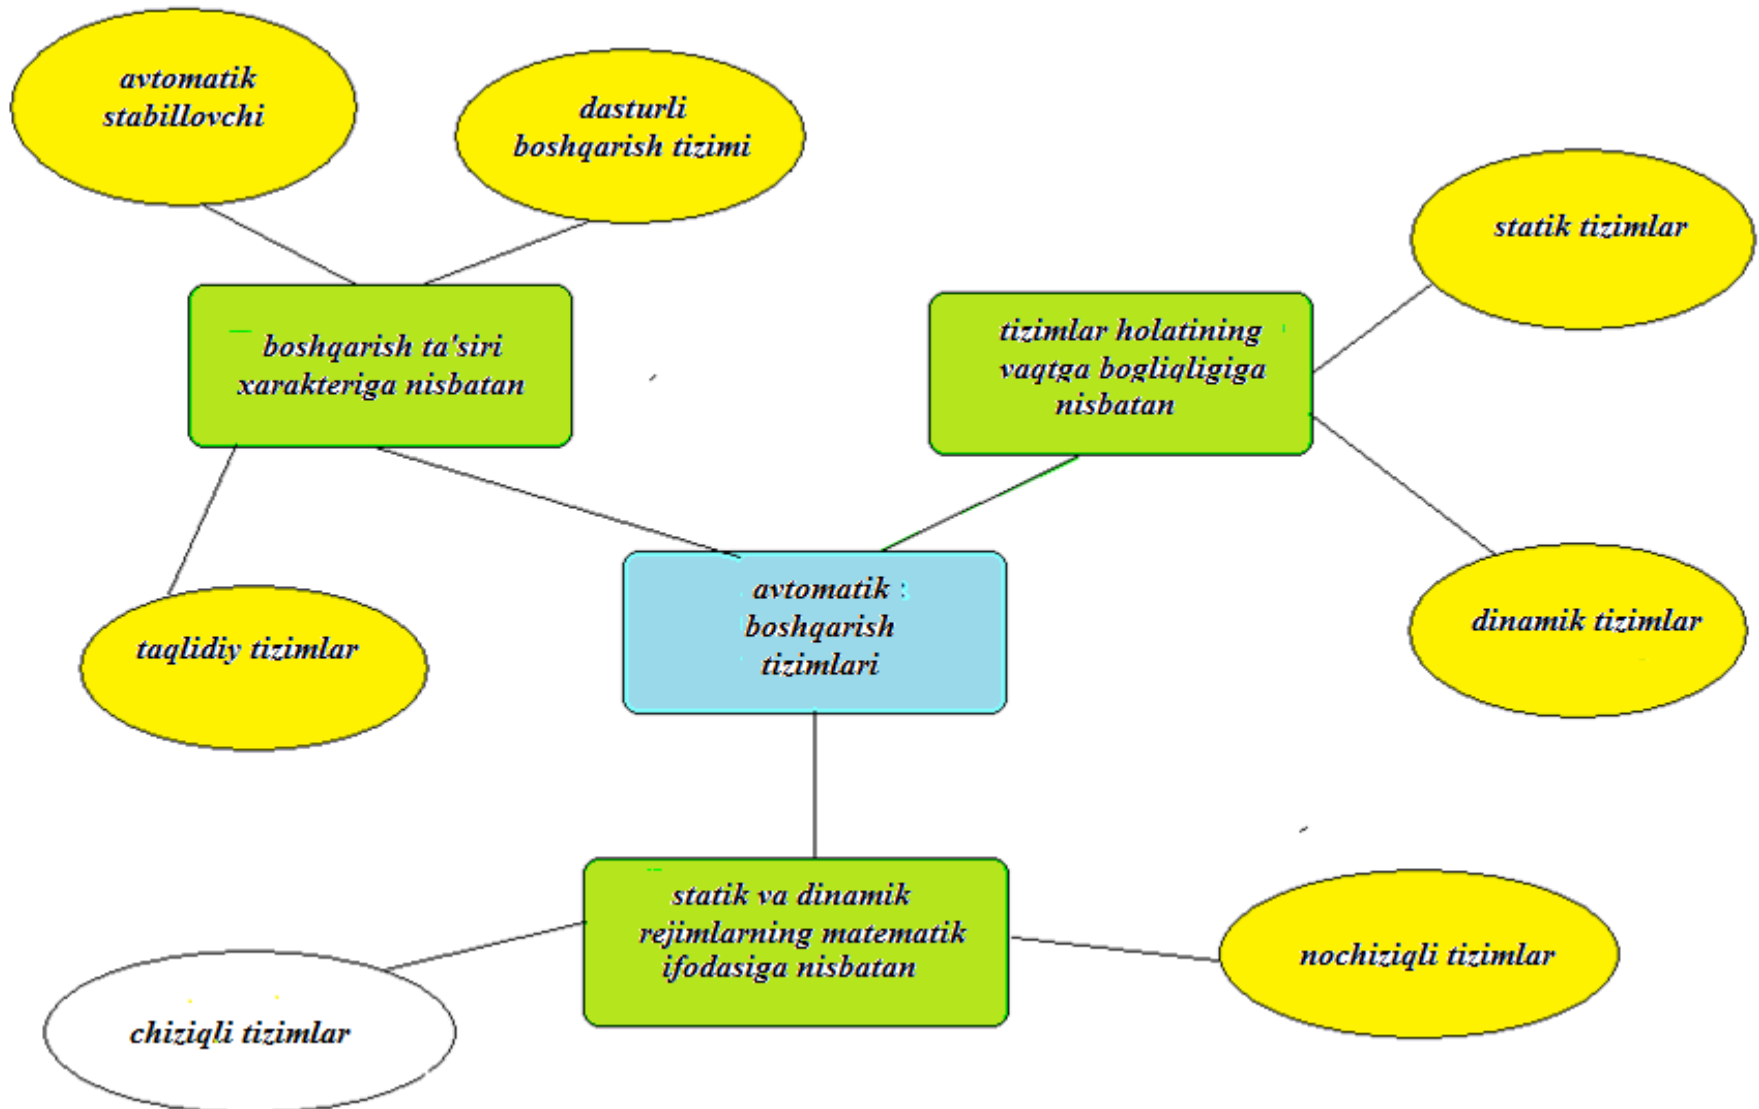 avtomatik
stabillovchi
dasturli
boshqarish tizimi
statik tizimlar
boshqarish ta'siri
xarakteriga nisbatan
tizimlar holatining
vaqtga bogliqligiga
nisbatan
avtomatik
boshqarish
tizimlari
taqlidiy tizimlar
dinamik tizimlar
statik va dinamik
rejimlarning matematik
ifodasiga nisbatan
nochiziqli tizimlar
chiziqli tizimlar